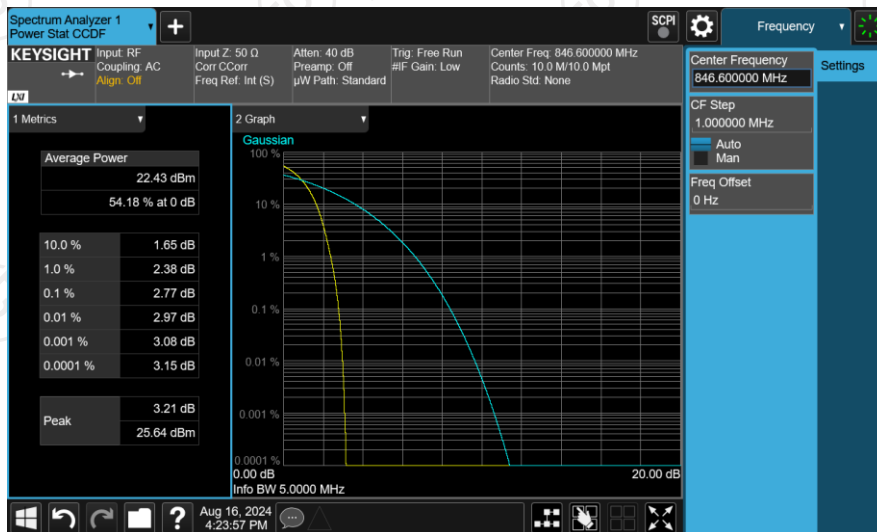 Spectrum Analyzer 1
Power Stat CCDF
+
SCPI
Frequency
KEYSIGHT
LXI
Input: RF
Coupling: AC
Align: Off
Input Z: 50 Ω
Corr CCorr
Freq Ref: Int (S)
Atten: 40 dB
Preamp: Off
µW Path: Standard
Trig: Free Run
#IF Gain: Low
Center Freq: 846.600000 MHz
Counts: 10.0 M/10.0 Mpt
Radio Std: None
Center Frequency
846.600000 MHz
Settings
CF Step
1.000000 MHz
Auto
Man
Freq Offset
0 Hz
1 Metrics
Average Power
22.43 dBm
54.18 % at 0 dB
10.0 % 1.65 dB
1.0 % 2.38 dB
0.1 % 2.77 dB
0.01 % 2.97 dB
0.001 % 3.08 dB
0.0001 % 3.15 dB
Peak
3.21 dB
25.64 dBm
2 Graph
Gaussian
100 %
10 %
1 %
0.1 %
0.01 %
0.001 %
0.0001 %
0.00 dB 20.00 dB
Info BW 5.0000 MHz
?
Aug 16, 2024
4:23:57 PM